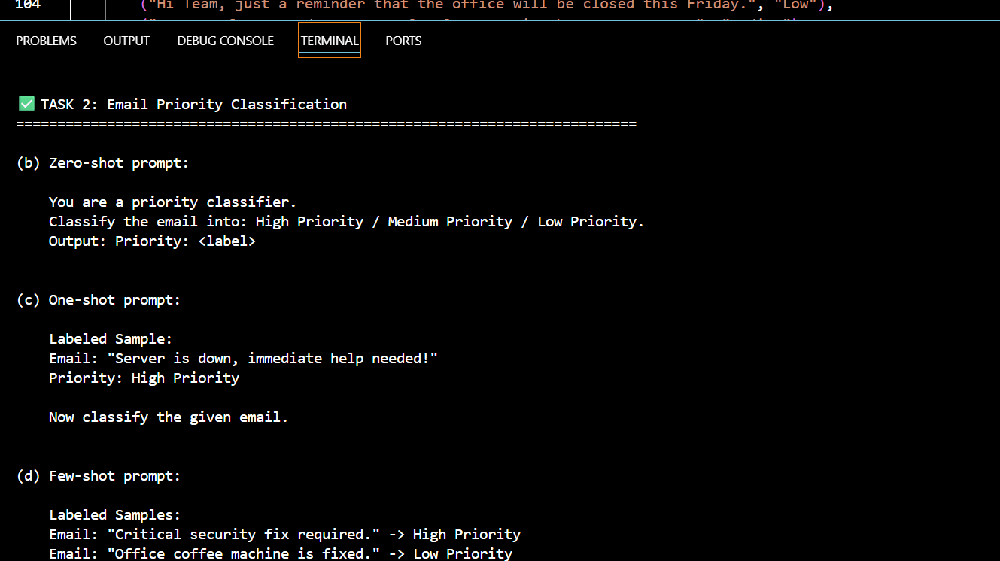 104 ("Hi Team, just a reminder that the office will be closed this Friday.", "Low"),
PROBLEMS OUTPUT DEBUG CONSOLE TERMINAL PORTS
✅ TASK 2: Email Priority Classification
===========================================================================
(b) Zero-shot prompt:
You are a priority classifier.
Classify the email into: High Priority / Medium Priority / Low Priority.
Output: Priority: <label>
(c) One-shot prompt:
Labeled Sample:
Email: "Server is down, immediate help needed!"
Priority: High Priority
Now classify the given email.
(d) Few-shot prompt:
Labeled Samples:
Email: "Critical security fix required." -> High Priority
Email: "Office coffee machine is fixed." -> Low Priority